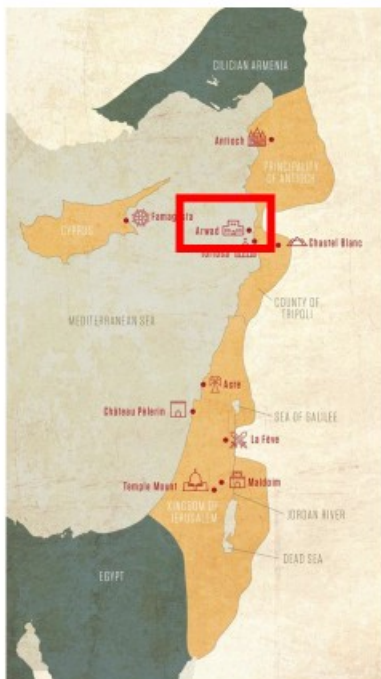 CILICIAN ARMENIA
Antioch
PRINCIPALITY
OF ANTIOCH
Famagusta
CYPRUS
Arwad
Tortosa
Chastel Blanc
COUNTY OF
TRIPOLI
MEDITERRANEAN SEA
Acre
Château Pèlerin
SEA OF GALILEE
La Fève
Temple Mount
Maldoim
KINGDOM OF
JERUSALEM
JORDAN RIVER
DEAD SEA
EGYPT